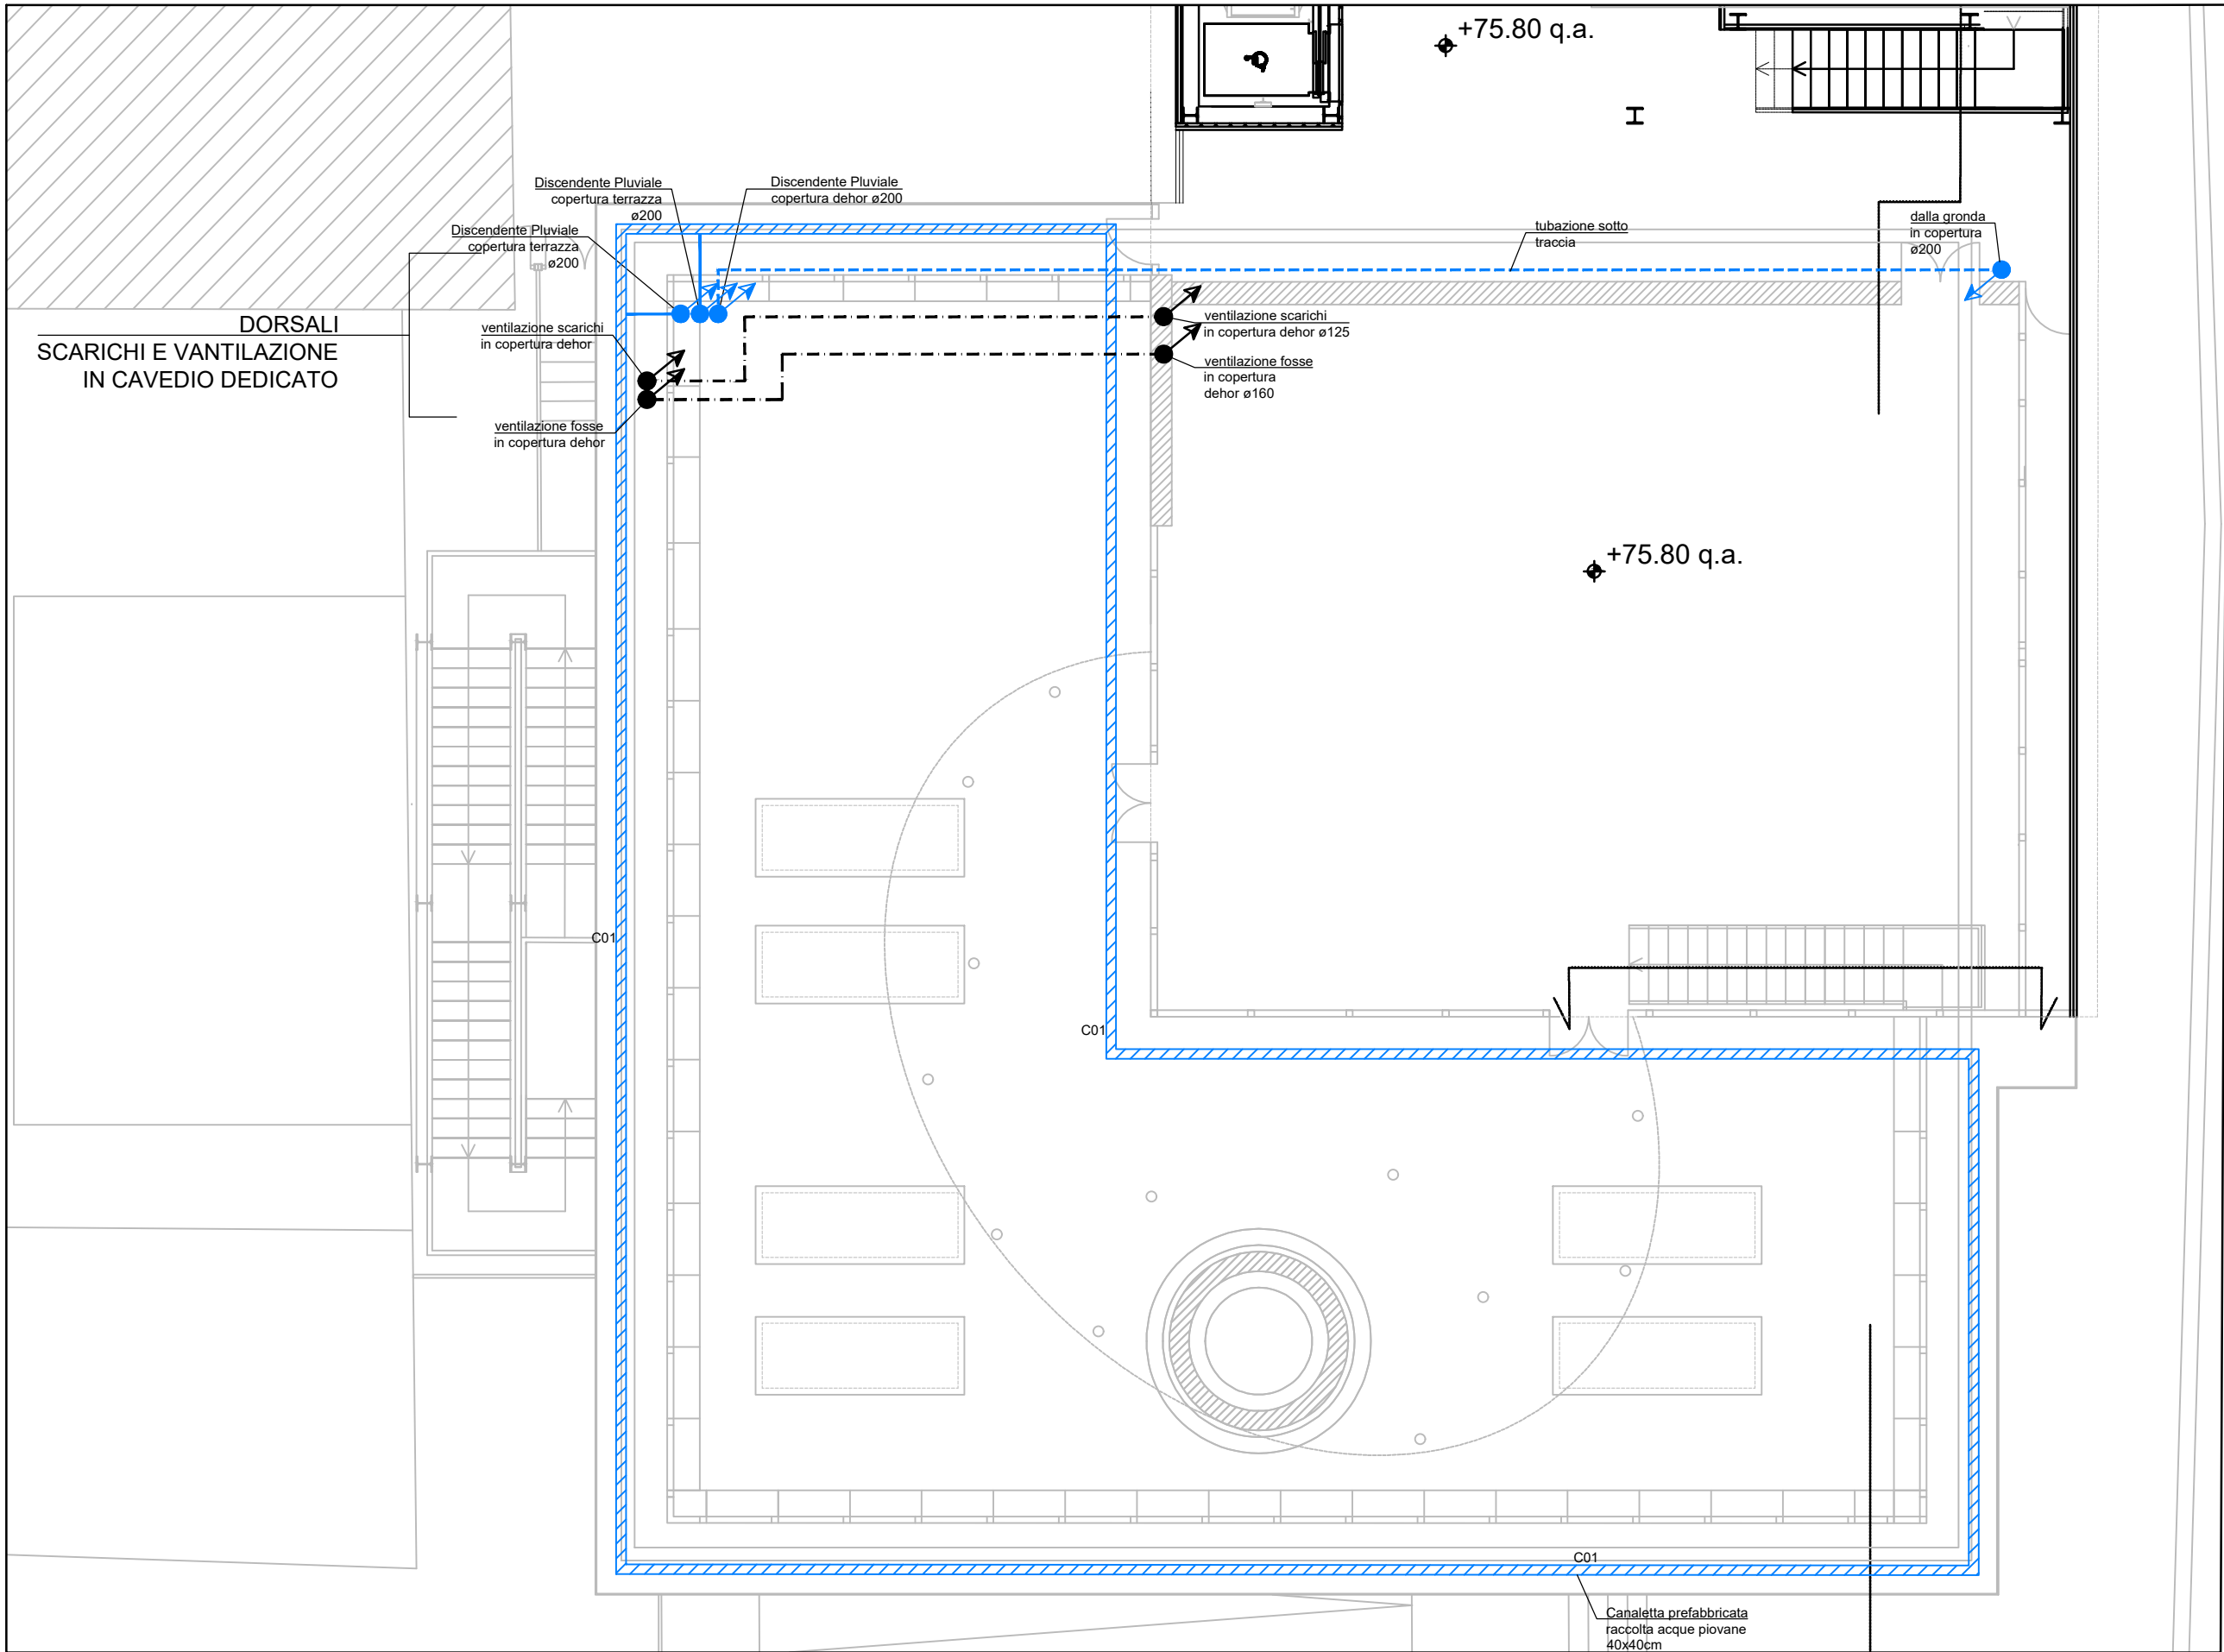 +75.80 q.a.
Discendente Pluviale
copertura terrazza
ø200
Discendente Pluviale
copertura dehor ø200
Discendente Pluviale
copertura terrazza
ø200
tubazione sotto
traccia
dalla gronda
in copertura
ø200
DORSALI
SCARICHI E VANTILAZIONE
IN CAVEDIO DEDICATO
ventilazione scarichi
in copertura dehor
ventilazione scarichi
in copertura dehor ø125
ventilazione fosse
in copertura
dehor ø160
ventilazione fosse
in copertura dehor
+75.80 q.a.
C01
C01
C01
Canaletta prefabbricata
raccolta acque piovane
40x40cm